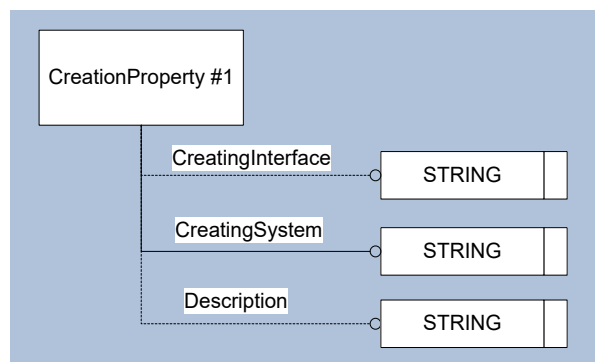 CreationProperty #1
CreatingInterface
STRING
CreatingSystem
STRING
Description
STRING